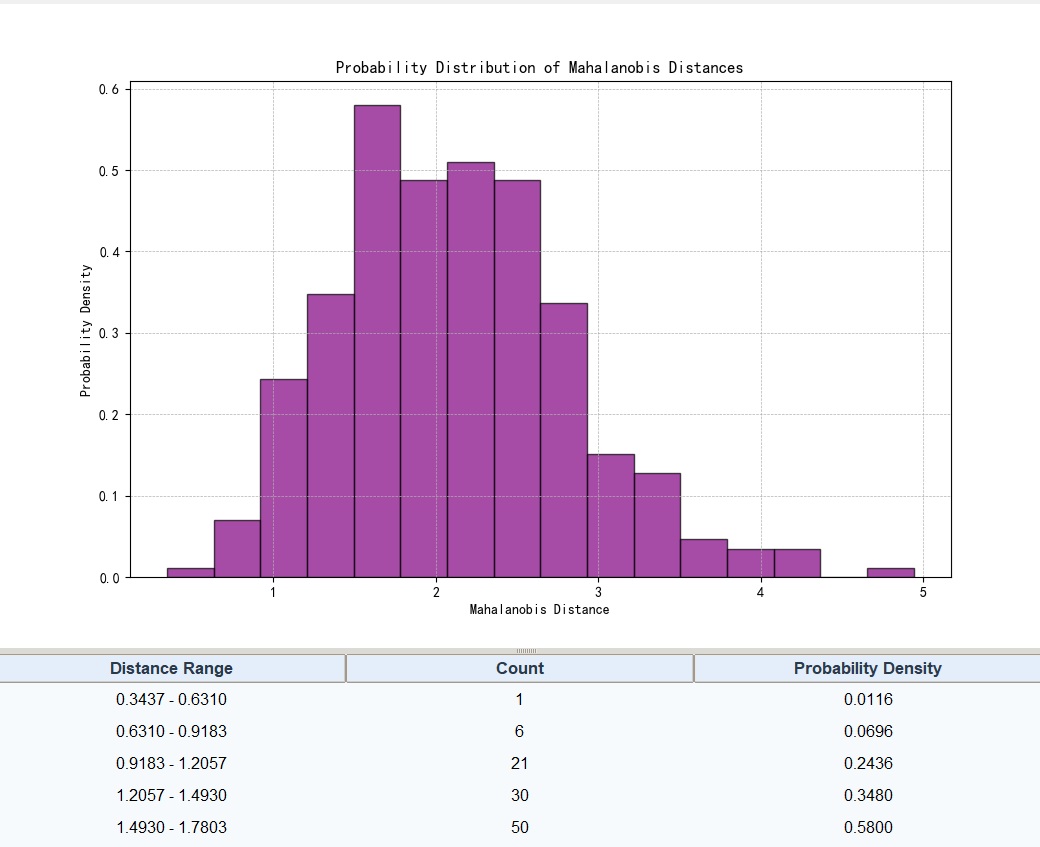 Probability Distribution of Mahalanobis Distances
0.6
0.5
0.4
0.3
0.2
0.1
0.0
Probability Density
1 2 3 4 5
Mahalanobis Distance
Distance Range Count Probability Density
0.3437 - 0.6310 1 0.0116
0.6310 - 0.9183 6 0.0696
0.9183 - 1.2057 21 0.2436
1.2057 - 1.4930 30 0.3480
1.4930 - 1.7803 50 0.5800